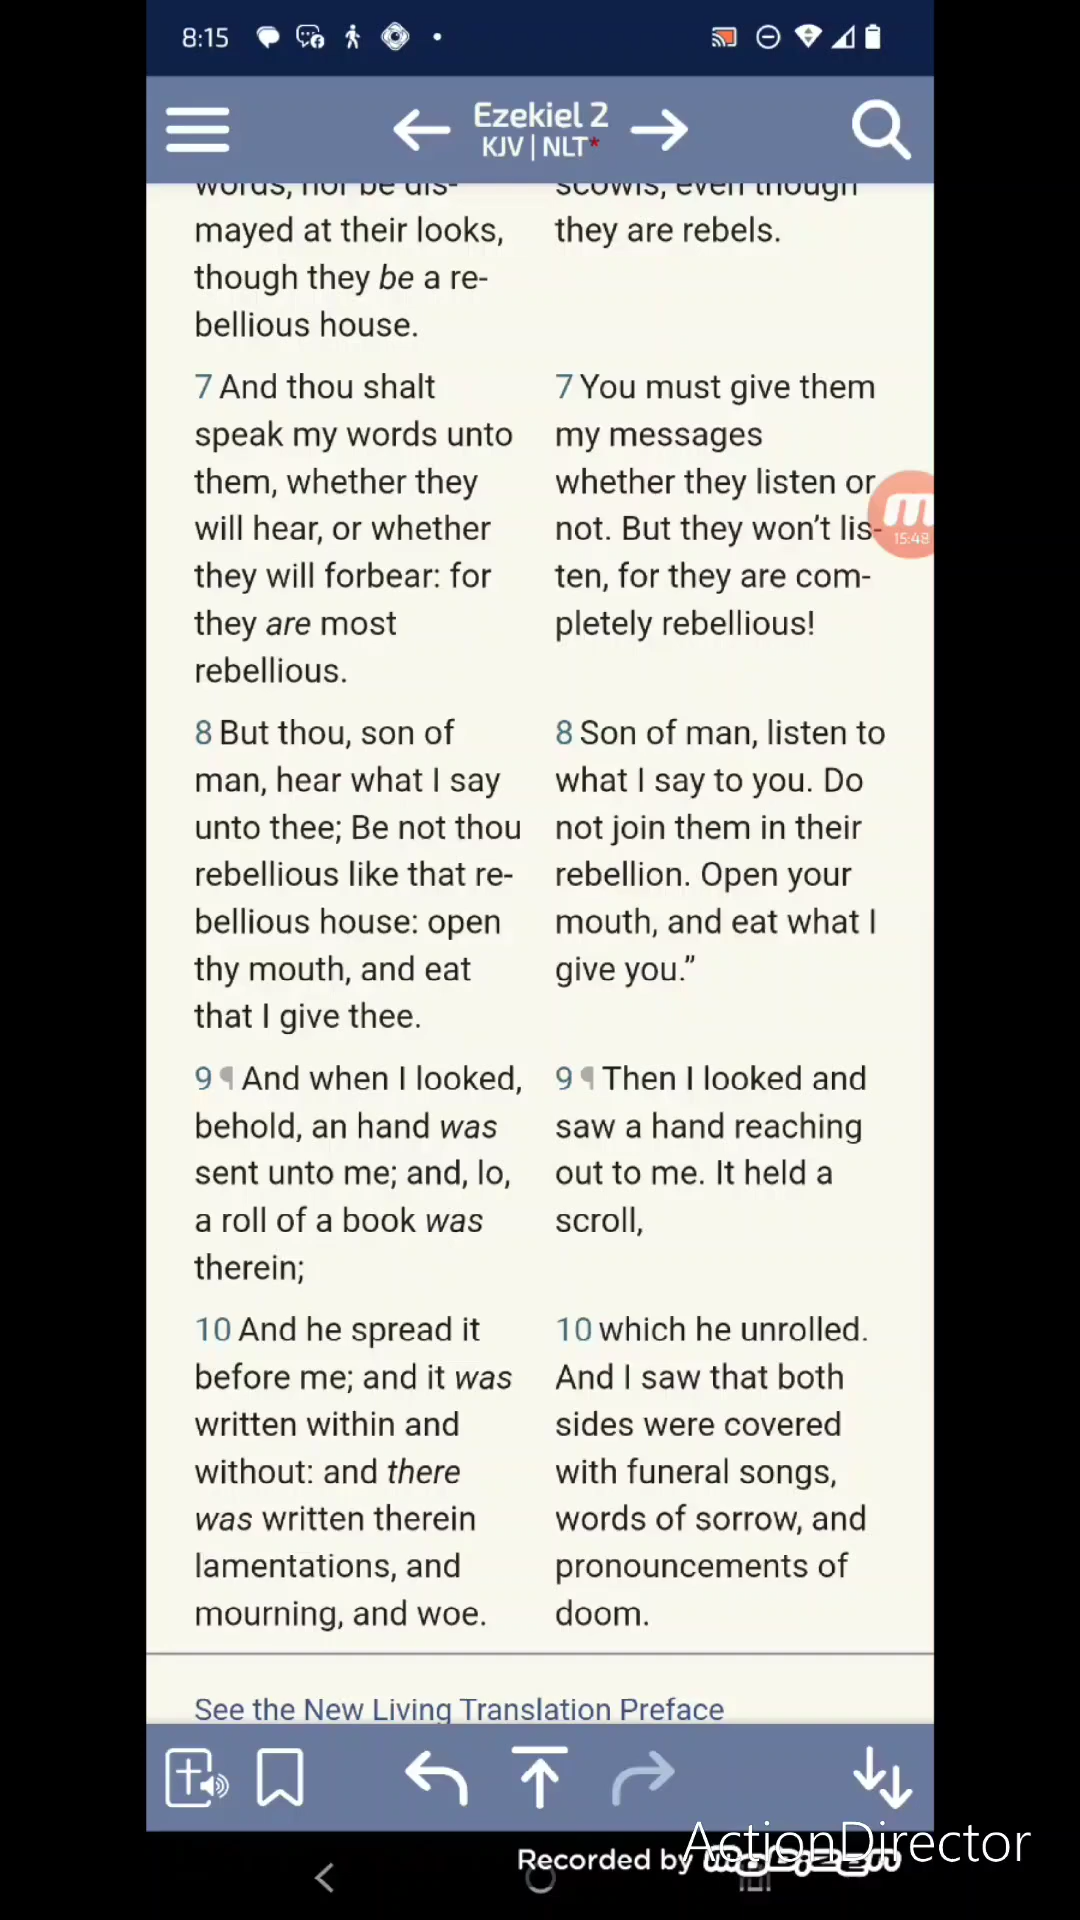 8:15
Ezekiel 2
KJV | NLT*
words, nor be dis-
mayed at their looks,
though they be a re-
bellious house.
7 And thou shalt
speak my words unto
them, whether they
will hear, or whether
they will forbear: for
they are most
rebellious.
8 But thou, son of
man, hear what I say
unto thee; Be not thou
rebellious like that re-
bellious house: open
thy mouth, and eat
that I give thee.
9 ¶ And when I looked,
behold, an hand was
sent unto me; and, lo,
a roll of a book was
therein;
10 And he spread it
before me; and it was
written within and
without: and there
was written therein
lamentations, and
mourning, and woe.
scowls, even though
they are rebels.
7 You must give them
my messages
whether they listen or
not. But they won’t lis-
ten, for they are com-
pletely rebellious!
8 Son of man, listen to
what I say to you. Do
not join them in their
rebellion. Open your
mouth, and eat what I
give you.”
9 ¶ Then I looked and
saw a hand reaching
out to me. It held a
scroll,
10 which he unrolled.
And I saw that both
sides were covered
with funeral songs,
words of sorrow, and
pronouncements of
doom.
m
15:48
See the New Living Translation Preface
ActionDirector
Recorded by mobizen